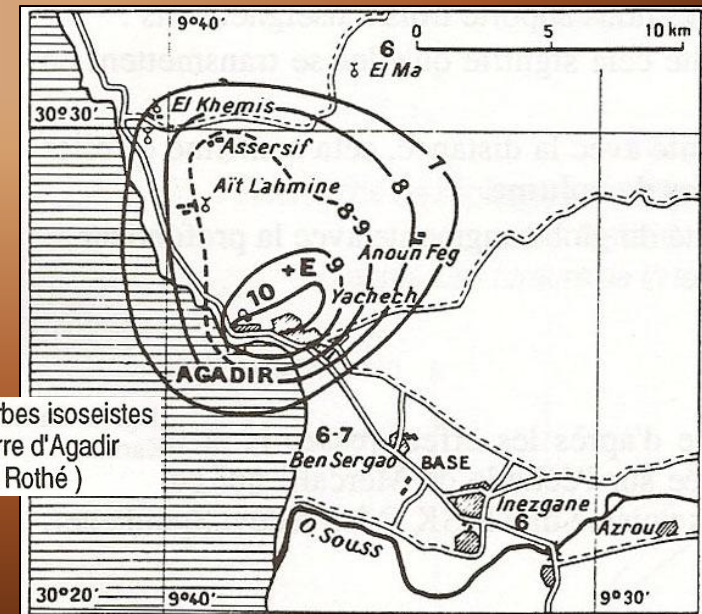 9°40'
0 5 10 km
6
El Ma
30°30'
El Khemis
Assersif
7
8
Aït Lahmine
8-9
Anoun Feg
+E
9
10
Yachech
AGADIR
rbes isoseistes
rre d'Agadir
Rothé )
6-7
Ben Sergao
BASE
Inezgane
6
Azrou
O. Souss
30°20'
9°40'
9°30'